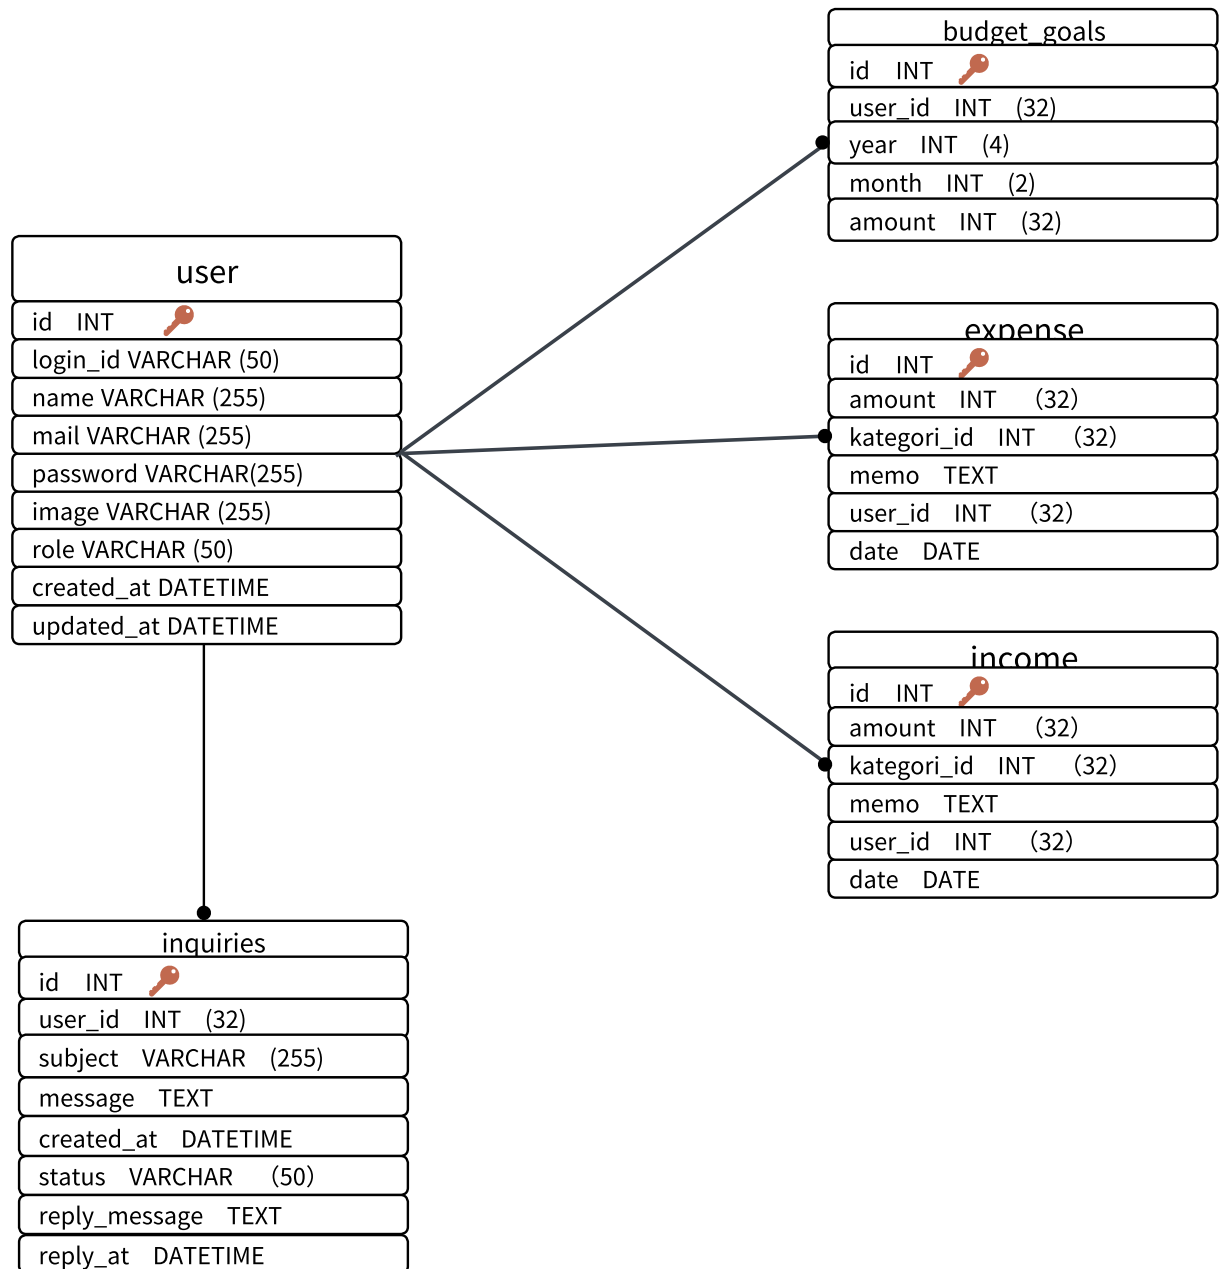 budget_goals
id INT
user_id INT (32)
year INT (4)
month INT (2)
amount INT (32)
user
id INT
login_id VARCHAR (50)
name VARCHAR (255)
mail VARCHAR (255)
password VARCHAR(255)
image VARCHAR (255)
role VARCHAR (50)
created_at DATETIME
updated_at DATETIME
expense
id INT
amount INT （32）
kategori_id INT （32）
memo TEXT
user_id INT （32）
date DATE
income
id INT
amount INT （32）
kategori_id INT （32）
memo TEXT
user_id INT （32）
date DATE
inquiries
id INT
user_id INT (32)
subject VARCHAR (255)
message TEXT
created_at DATETIME
status VARCHAR （50）
reply_message TEXT
reply_at DATETIME